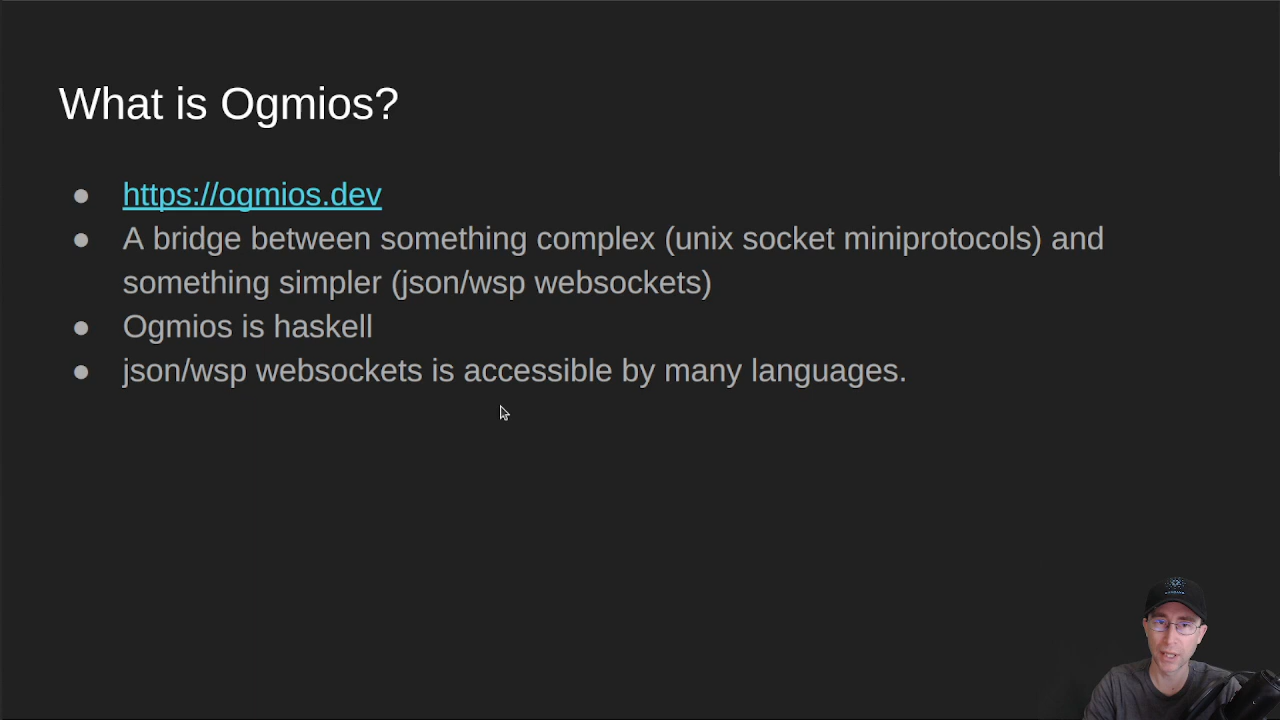 What is Ogmios?
● https://ogmios.dev
● A bridge between something complex (unix socket miniprotocols) and
something simpler (json/wsp websockets)
● Ogmios is haskell
● json/wsp websockets is accessible by many languages.